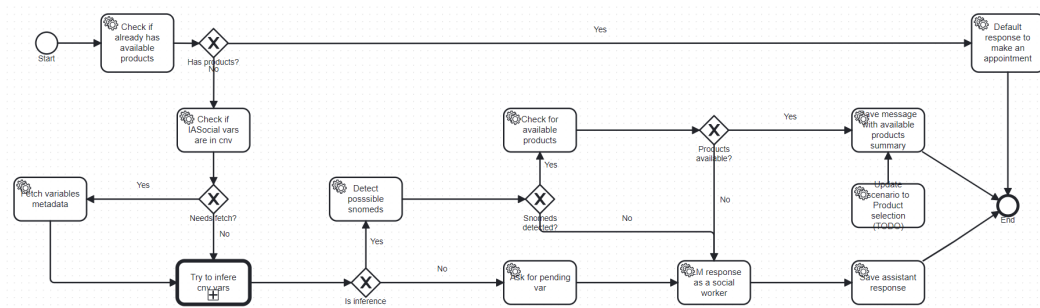 Start
Check if
already has
available
products
Has products?
Yes
No
Default
response to
make an
appointment
Check if
IASocial vars
are in cnv
Needs fetch?
Yes
No
Fetch variables
metadata
Try to infere
cnv vars
Is inference
Yes
No
Detect
posssible
snomeds
Snomeds
detected?
Yes
No
Check for
available
products
Products
available?
Yes
No
Save message
with available
products
summary
Update
scenario to
Product
selection
(TODO)
End
Ask for pending
var
response
as a social
worker
Save assistant
response